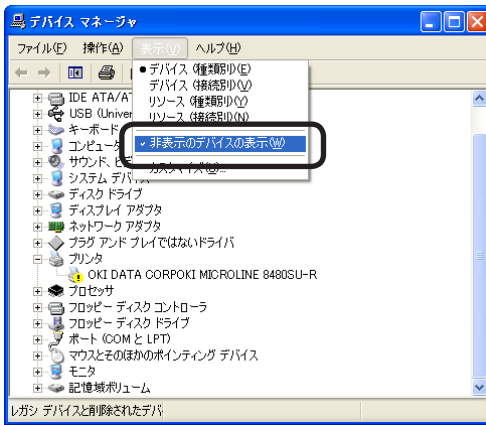 デバイス マネージャ
ファイル(F) 操作(A) 表示(V) ヘルプ(H)
デバイス (種類別)(E)
デバイス (接続別)(V)
リソース (種類別)(Y)
リソース (接続別)(N)
非表示のデバイスの表示(W)
カスタマイズ(U)...
IDE ATA/AT
USB (Univer
キーボード
コンピュータ
サウンド、ビデ
システム デバイス
ディスク ドライブ
ディスプレイ アダプタ
ネットワーク アダプタ
プラグ アンド プレイではないドライバ
プリンタ
OKI DATA CORPOKI MICROLINE 8480SU-R
プロセッサ
フロッピー ディスク コントローラ
フロッピー ディスク ドライブ
ポート (COM と LPT)
マウスとそのほかのポインティング デバイス
モニタ
記憶域ボリューム
レガシ デバイスと削除されたデバ